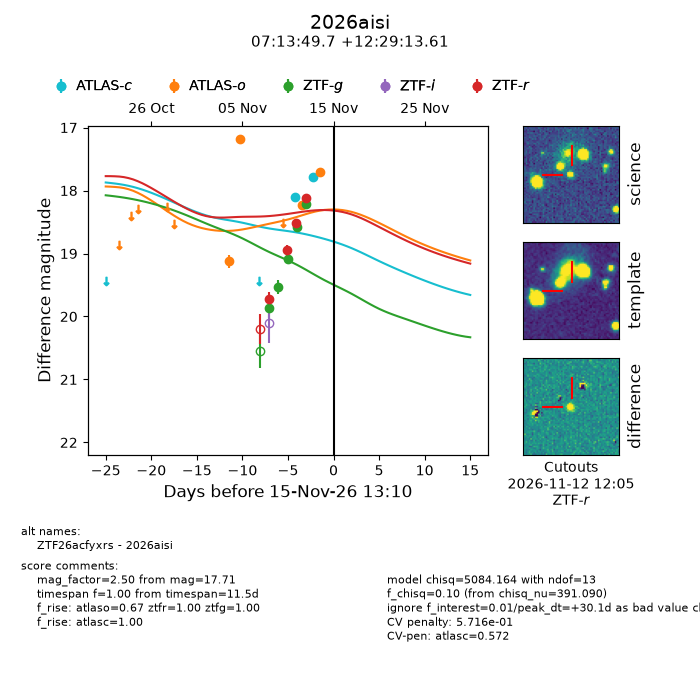 2026aisi
07:13:49.7 +12:29:13.61
ATLAS-c
ATLAS-o
ZTF-g
ZTF-i
ZTF-r
26 Oct
05 Nov
15 Nov
25 Nov
17
18
19
20
21
22
Difference magnitude
−25
−20
−15
−10
−5
0
5
10
15
Days before 15-Nov-26 13:10
science
template
difference
Cutouts
2026-11-12 12:05
ZTF-r
alt names:
ZTF26acfyxrs - 2026aisi
score comments:
mag_factor=2.50 from mag=17.71
timespan f=1.00 from timespan=11.5d
f_rise: atlaso=0.67 ztfr=1.00 ztfg=1.00
f_rise: atlasc=1.00
model chisq=5084.164 with ndof=13
f_chisq=0.10 (from chisq_nu=391.090)
ignore f_interest=0.01/peak_dt=+30.1d as bad value
CV penalty: 5.716e-01
CV-pen: atlasc=0.572